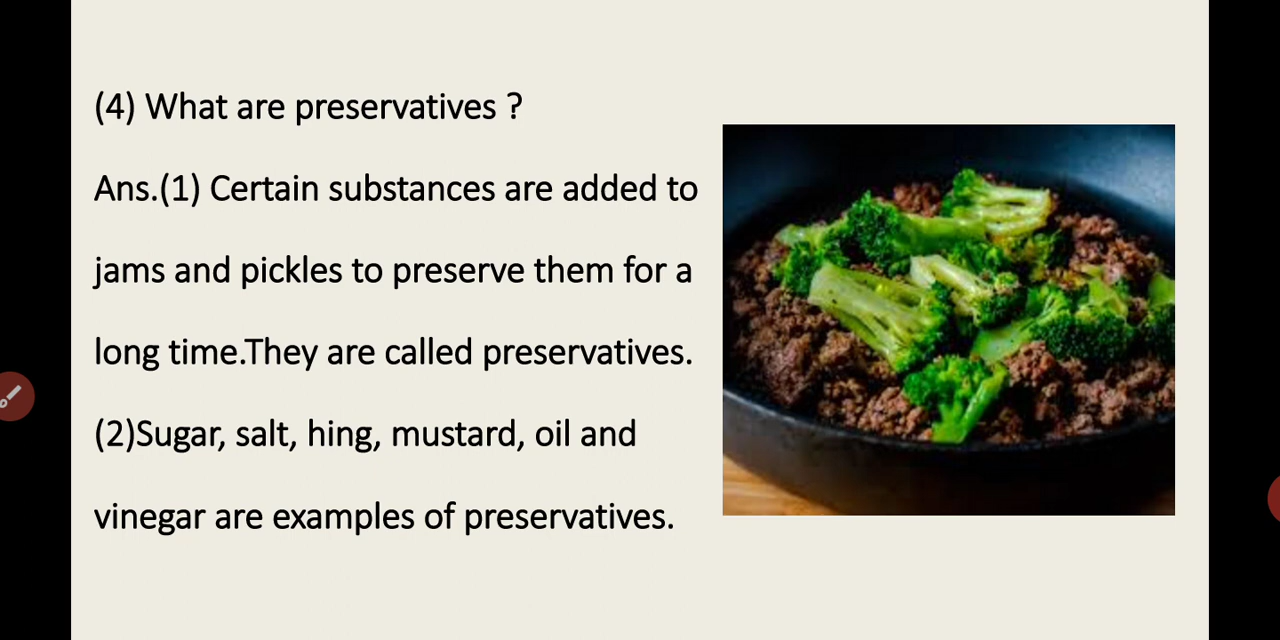 (4) What are preservatives ?
Ans.(1) Certain substances are added to
jams and pickles to preserve them for a
long time.They are called preservatives.
(2)Sugar, salt, hing, mustard, oil and
vinegar are examples of preservatives.